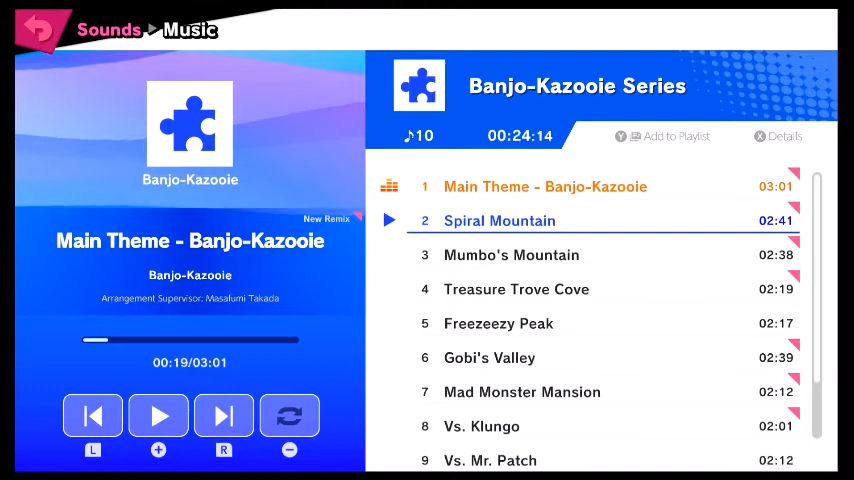 Sounds Music
Banjo-Kazooie
New Remix
Main Theme - Banjo-Kazooie
Banjo-Kazooie
Arrangement Supervisor: Masafumi Takada
00:19/03:01
L + R −
Banjo-Kazooie Series
♪10 00:24:14 Y Add to Playlist X Details
1 Main Theme - Banjo-Kazooie 03:01
2 Spiral Mountain 02:41
3 Mumbo's Mountain 02:38
4 Treasure Trove Cove 02:19
5 Freezeezy Peak 02:17
6 Gobi's Valley 02:39
7 Mad Monster Mansion 02:12
8 Vs. Klungo 02:01
9 Vs. Mr. Patch 02:12